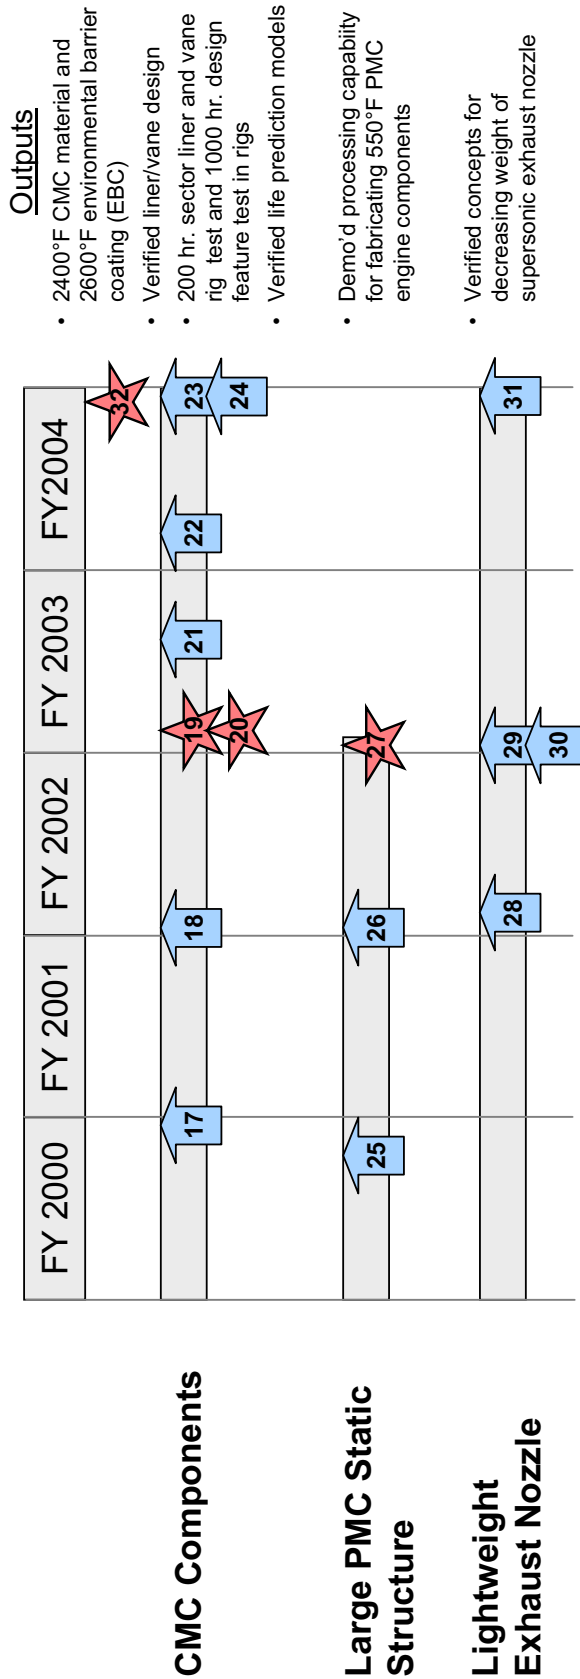 Outputs
FY 2000
FY 2001
FY 2002
FY 2003
FY2004
• 2400°F CMC material and
2600°F environmental barrier
coating (EBC)
32
CMC Components
17
18
19
20
21
22
23
24
• Verified liner/vane design
• 200 hr. sector liner and vane
rig test and 1000 hr. design
feature test in rigs
• Verified life prediction models
Large PMC Static
Structure
25
26
27
• Demo'd processing capability
for fabricating 550°F PMC
engine components
Lightweight
Exhaust Nozzle
28
29
30
31
• Verified concepts for
decreasing weight of
supersonic exhaust nozzle